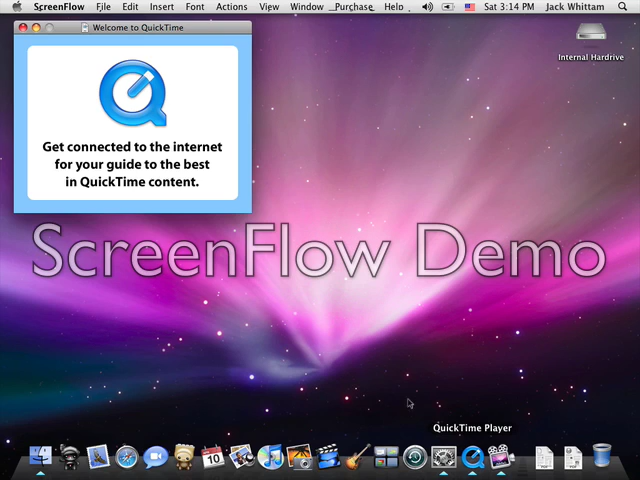 ScreenFlow File Edit Insert Font Actions View Window Purchase Help Sat 3:14 PM Jack Whittam
Welcome to QuickTime
Internal Hardrive
Get connected to the internet
for your guide to the best
in QuickTime content.
ScreenFlow Demo
QuickTime Player
10